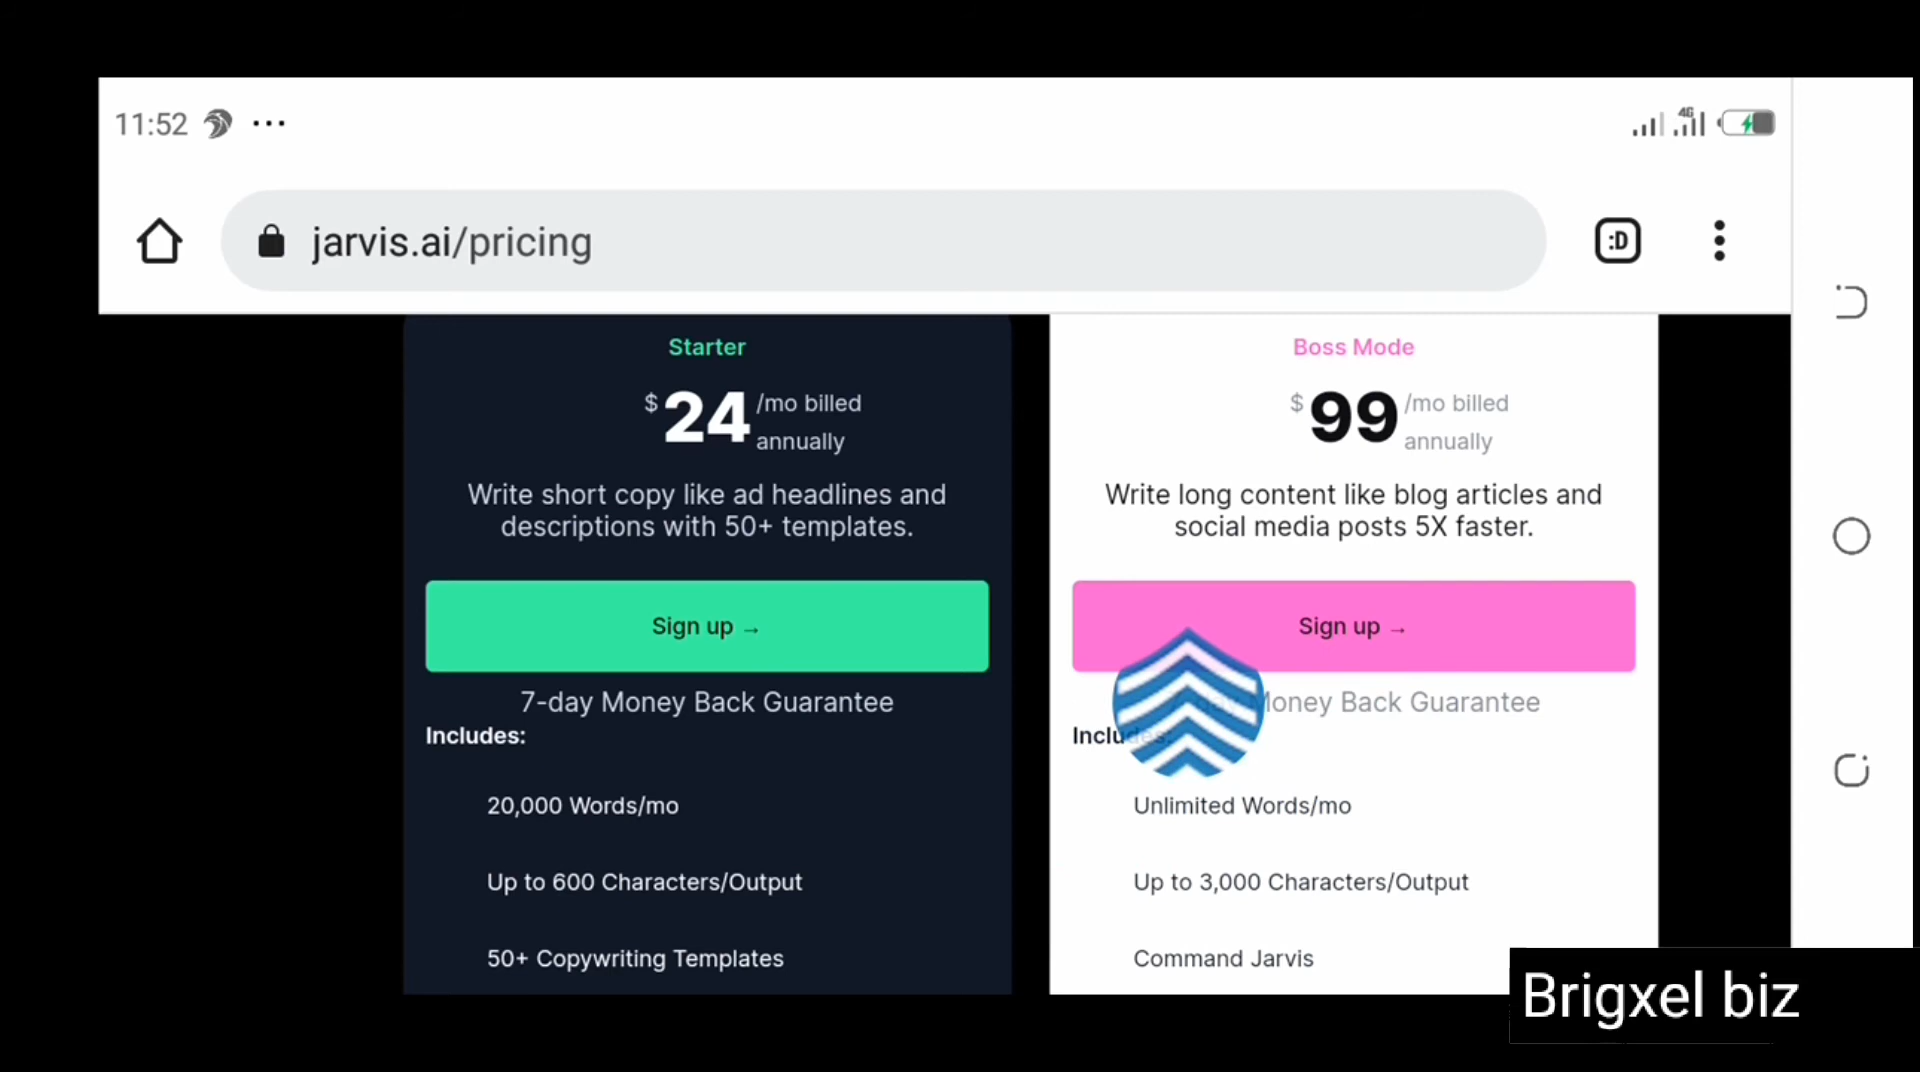 11:52
4G
jarvis.ai/pricing
:D
Starter
$ 24 /mo billed
annually
Write short copy like ad headlines and
descriptions with 50+ templates.
Sign up →
7-day Money Back Guarantee
Includes:
20,000 Words/mo
Up to 600 Characters/Output
50+ Copywriting Templates
Boss Mode
$ 99 /mo billed
annually
Write long content like blog articles and
social media posts 5X faster.
Sign up →
Money Back Guarantee
Includes:
Unlimited Words/mo
Up to 3,000 Characters/Output
Command Jarvis
Brigxel biz